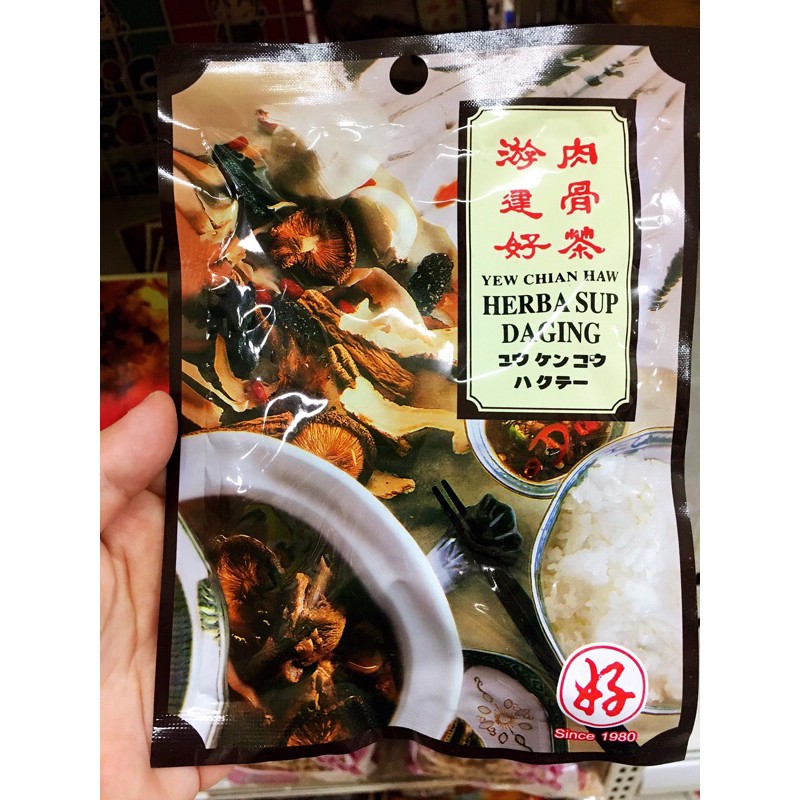 游建好
肉骨茶
YEW CHIAN HAW
HERBA SUP
DAGING
ユウ ケン コウ
ハクテー
好
Since 1980